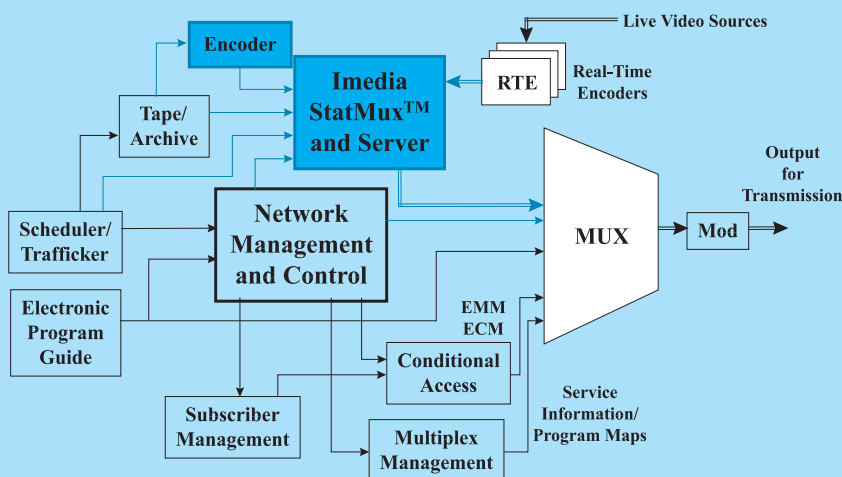 Live Video Sources
Encoder
Imedia
StatMux™
and Server
RTE
Real-Time
Encoders
Tape/
Archive
Output
for
Transmission
Scheduler/
Trafficker
Network
Management
and Control
MUX
Mod
Electronic
Program
Guide
EMM
ECM
Conditional
Access
Subscriber
Management
Service
Information/
Program Maps
Multiplex
Management